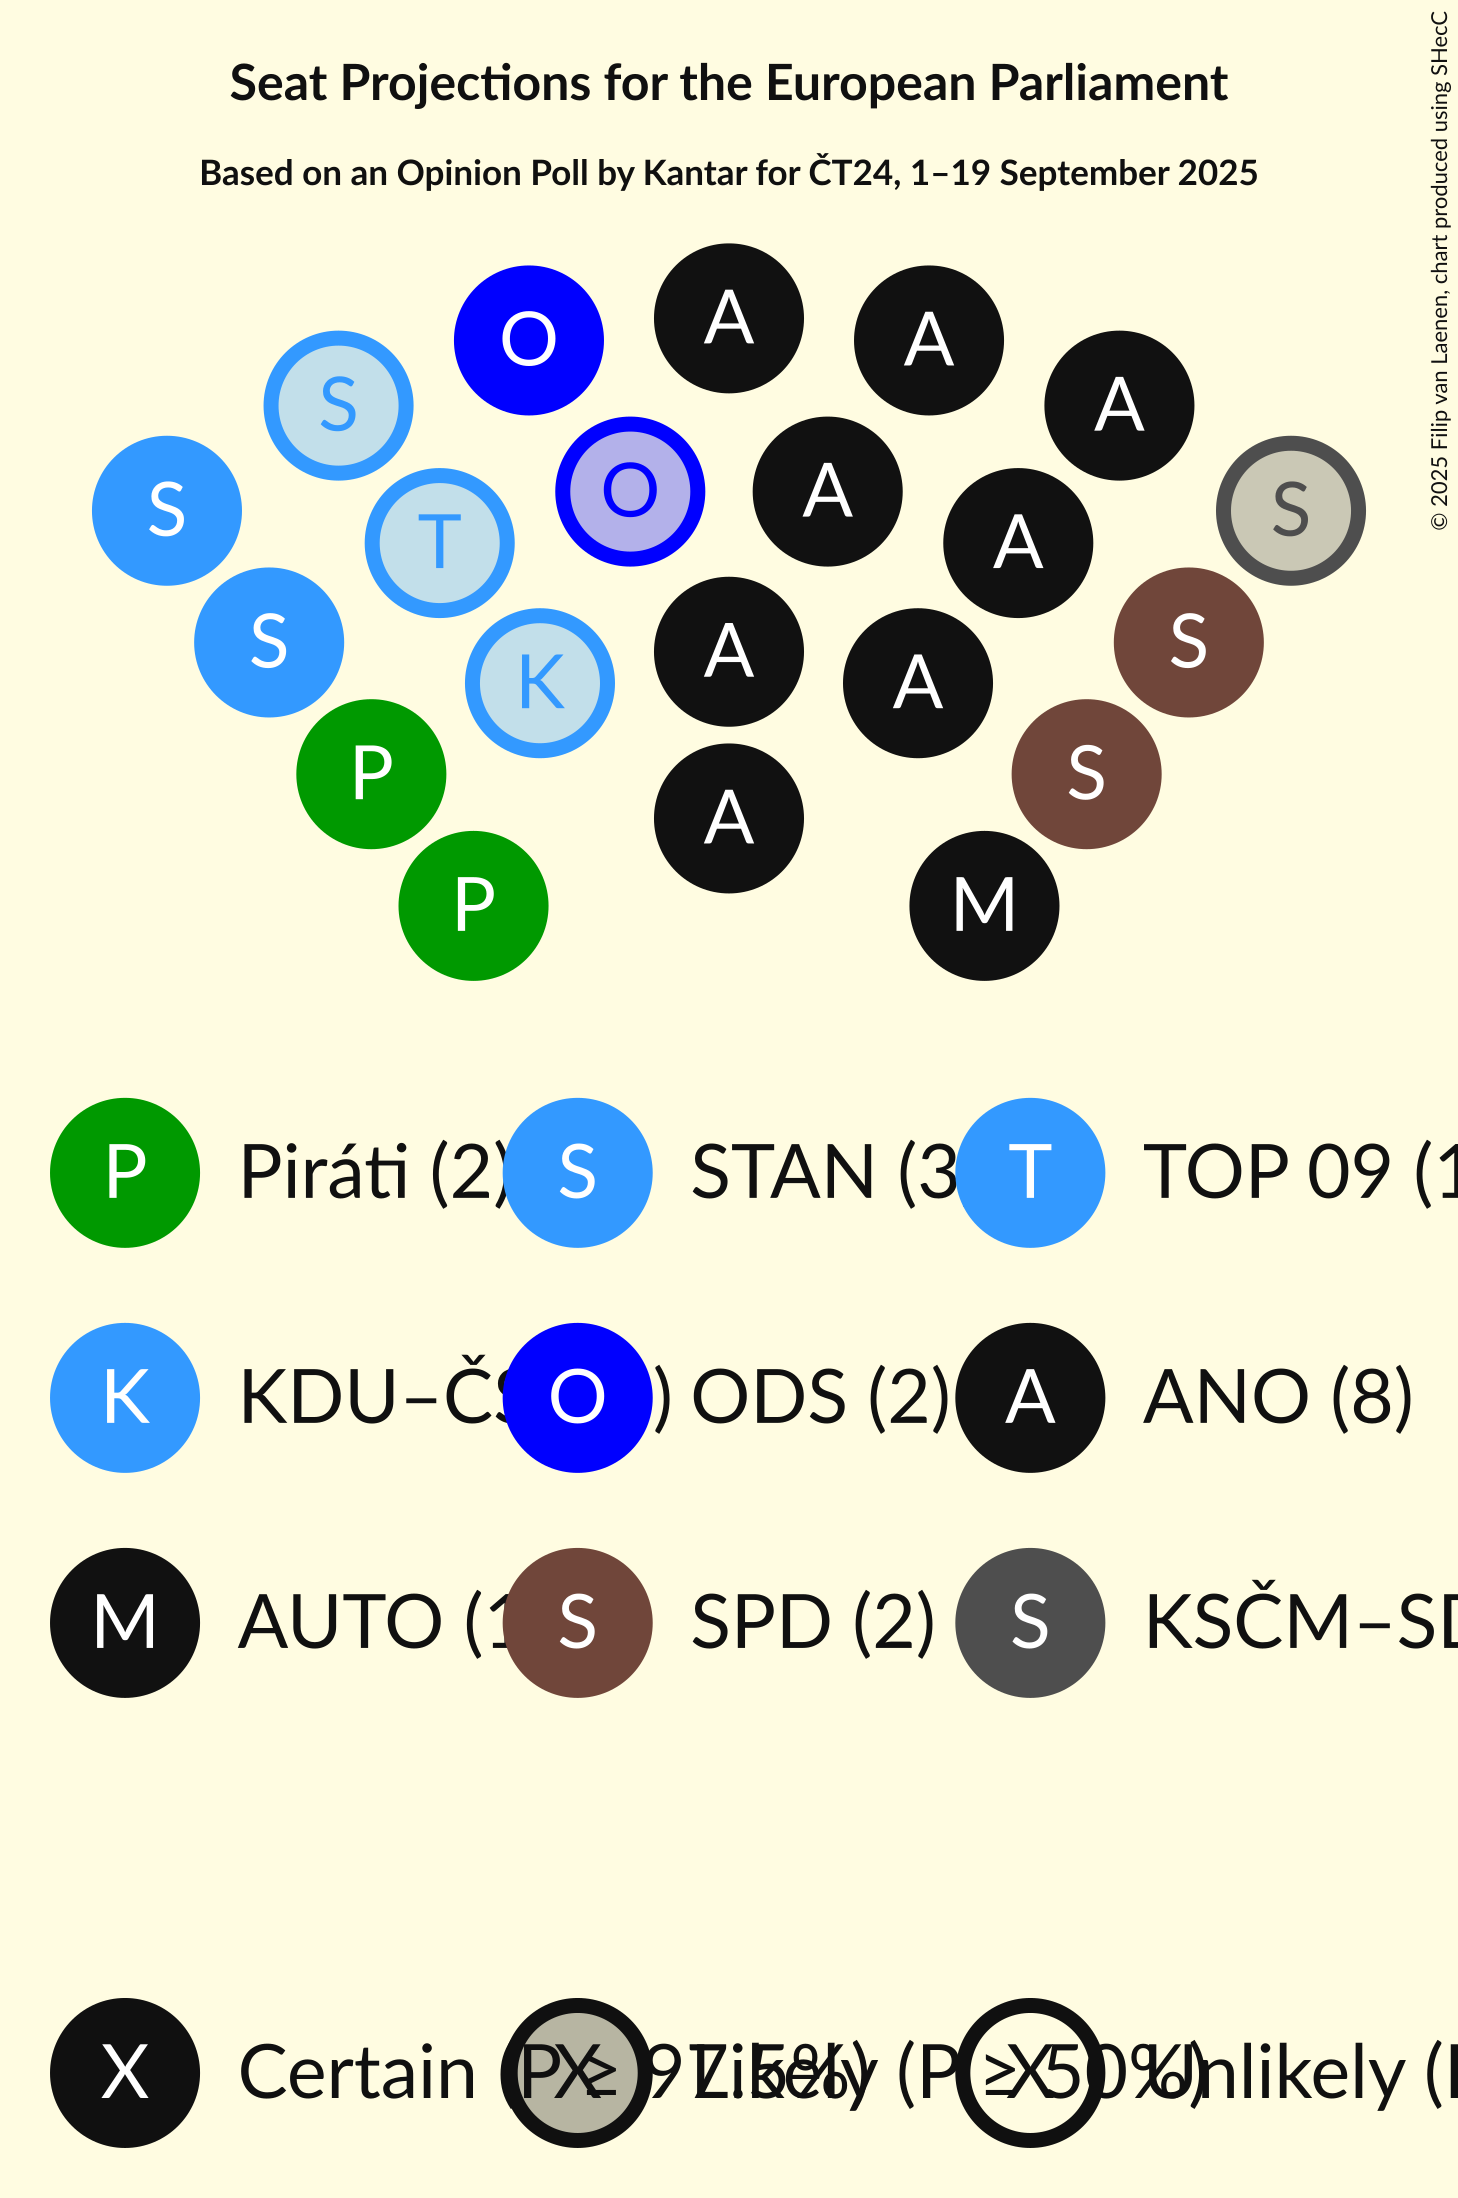 Seat Projections for the European Parliament
Based on an Opinion Poll by Kantar for ČT24, 1–19 September 2025
© 2025 Filip van Laenen, chart produced using SHecC
A
O A
S A
S O A S
T A
S K A A S
P A S
P M
P Piráti (2) S STAN (3 T TOP 09 (1
K KDU–ČS ) O ODS (2) A ANO (8)
M AUTO (1 S SPD (2) S KSČM–SD
X Certain (P ≥ 97.5%) X Likely (P ≥ 50%) X Unlikely (